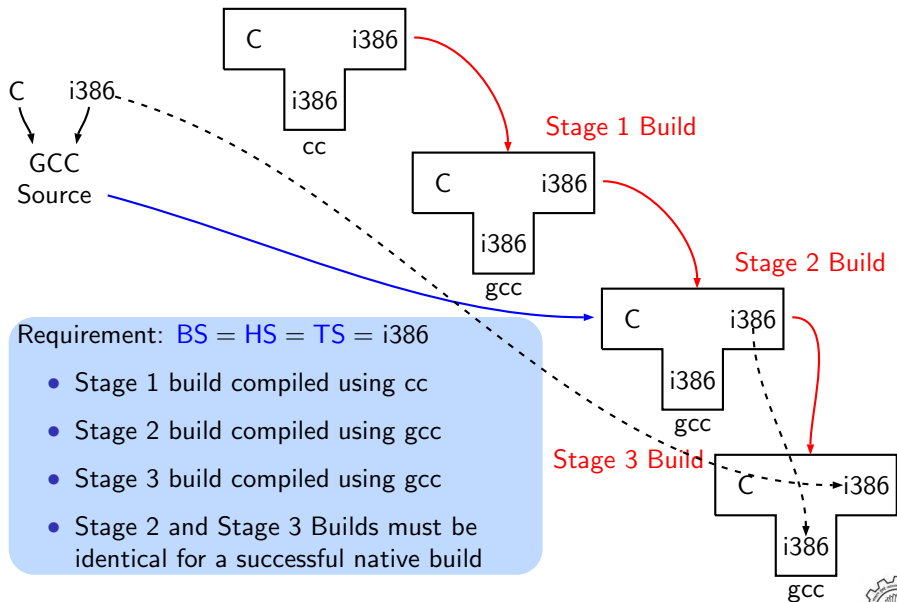 C i386
i386
cc
C i386
GCC
Source
Stage 1 Build
C i386
i386
gcc
Stage 2 Build
C i386
i386
gcc
Requirement: BS = HS = TS = i386
• Stage 1 build compiled using cc
• Stage 2 build compiled using gcc
• Stage 3 build compiled using gcc
• Stage 2 and Stage 3 Builds must be
identical for a successful native build
Stage 3 Build
C i386
i386
gcc